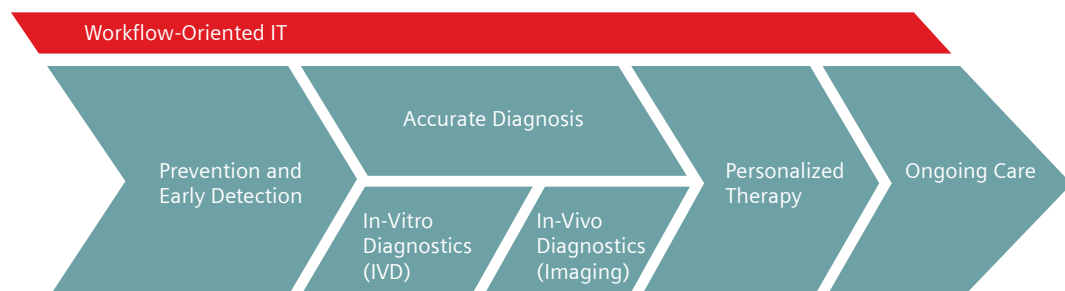 Workflow-Oriented IT
Prevention and
Early Detection
Accurate Diagnosis
In-Vitro
Diagnostics
(IVD)
In-Vivo
Diagnostics
(Imaging)
Personalized
Therapy
Ongoing Care